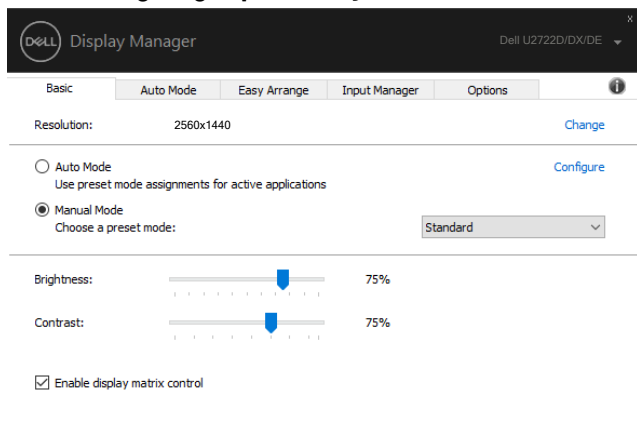 x
DELL Display Manager Dell U2722D/DX/DE
Basic Auto Mode Easy Arrange Input Manager Options i
Resolution: 2560x1440 Change
Auto Mode Configure
Use preset mode assignments for active applications
Manual Mode
Choose a preset mode: Standard
Brightness: 75%
Contrast: 75%
Enable display matrix control